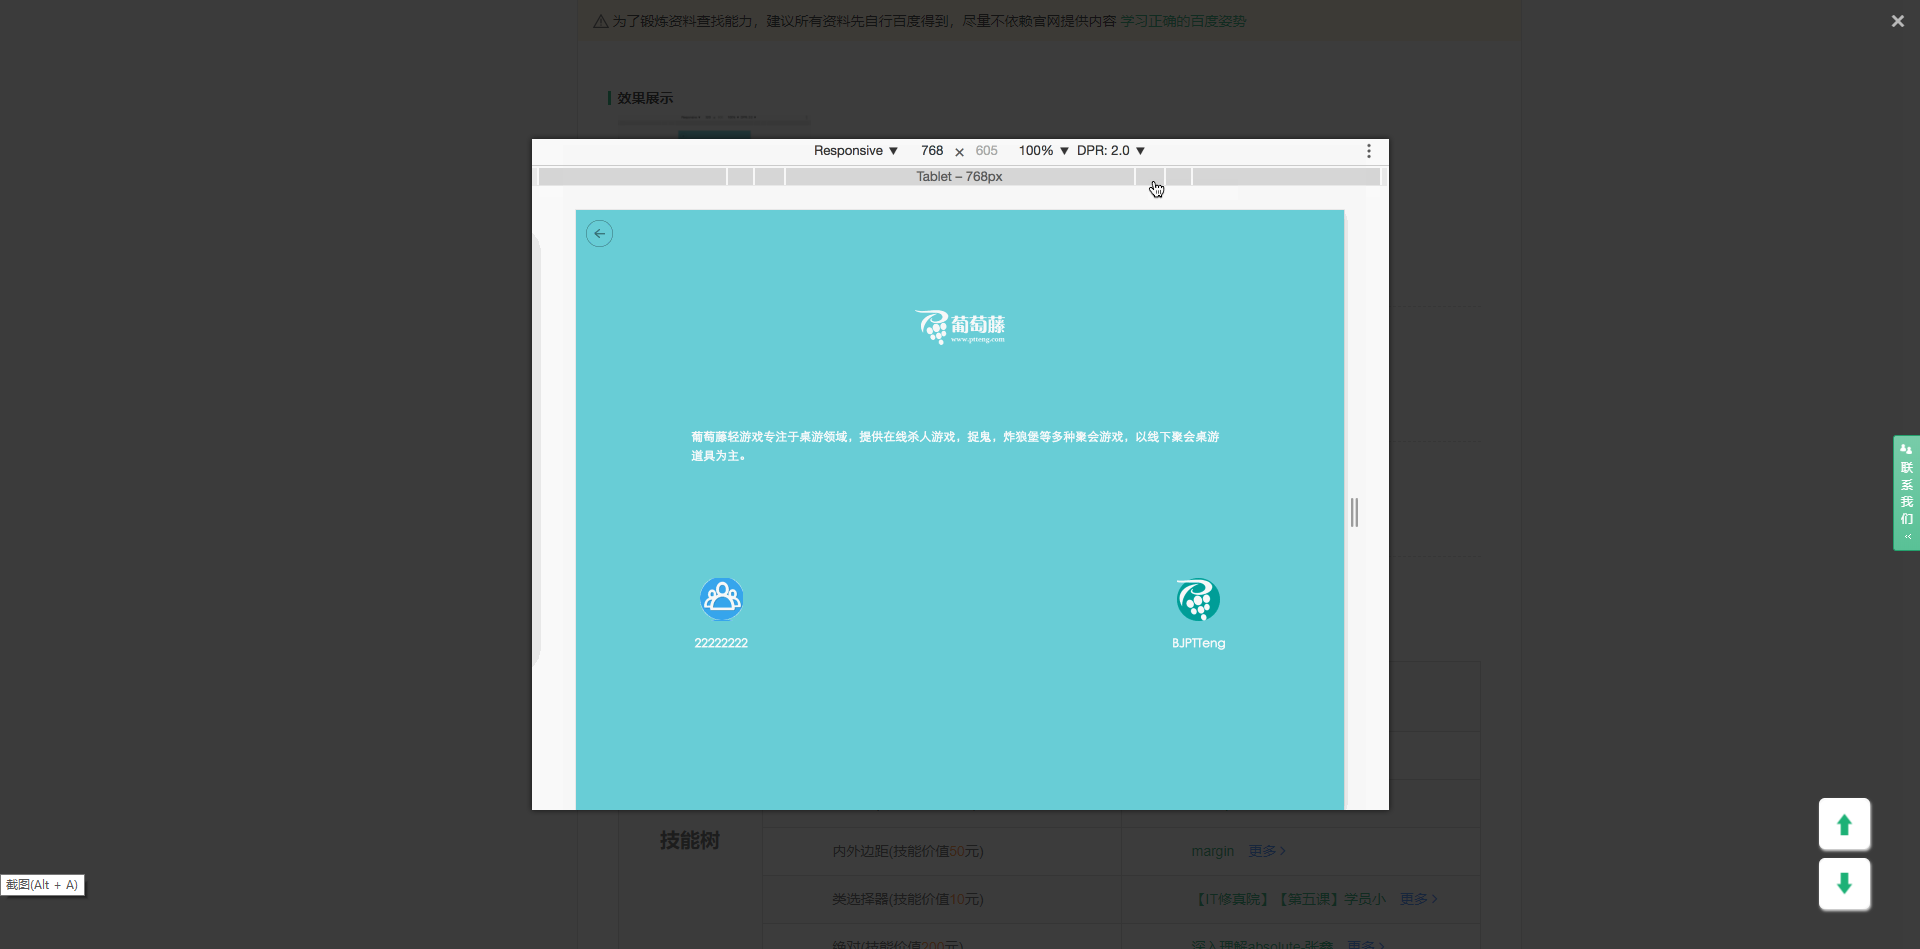 为了锻炼资料查找能力，建议所有资料先自行百度得到，尽量不依赖官网提供内容 学习正确的百度姿势
效果展示
Responsive 768 × 605 100% DPR: 2.0
Tablet – 768px
葡萄藤
www.ptteng.com
葡萄藤轻游戏专注于桌游领域，提供在线杀人游戏，捉鬼，炸狼堡等多种聚会游戏，以线下聚会桌游
道具为主。
22222222
BJPTTeng
联系我们
技能树
内外边距(技能价值50元) margin 更多
截图(Alt + A)
类选择器(技能价值10元) 【IT修真院】【第五课】学员小 更多
绝对(技能价值200元) 深入理解absolute-张鑫 更多